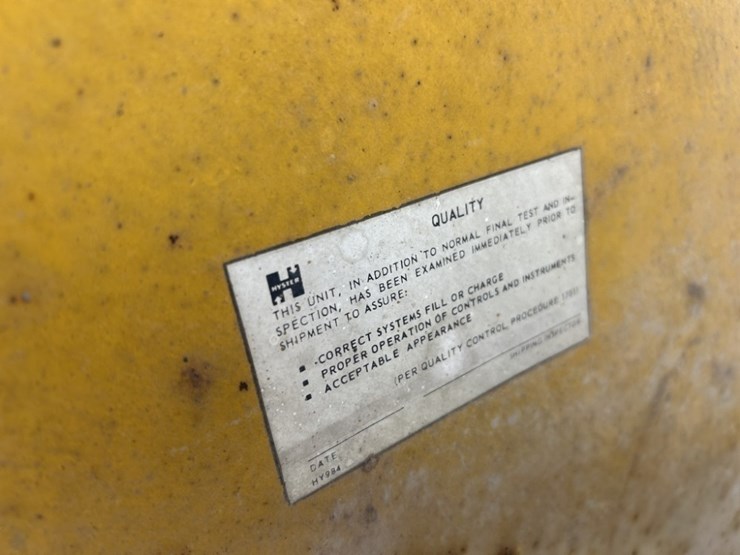 QUALITY
HYSTER
THIS UNIT, IN ADDITION TO NORMAL FINAL TEST AND IN-
SPECTION, HAS BEEN EXAMINED IMMEDIATELY PRIOR TO
SHIPMENT TO ASSURE:
▪ CORRECT SYSTEMS FILL OR CHARGE
▪ PROPER OPERATION OF CONTROLS AND INSTRUMENTS
▪ ACCEPTABLE APPEARANCE
(PER QUALITY CONTROL PROCEDURE
SHIPPING INSPECTOR
DATE
HY984